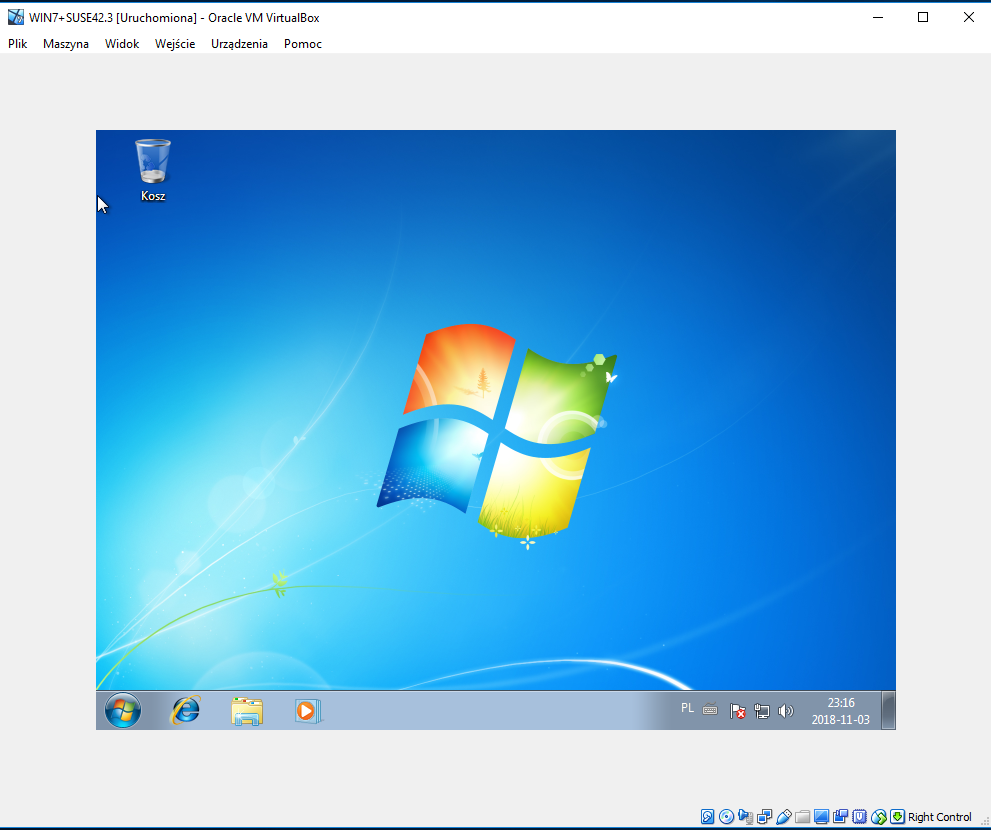 WIN7+SUSE42.3 [Uruchomiona] - Oracle VM VirtualBox
Plik Maszyna Widok Wejście Urządzenia Pomoc
Kosz
PL 23:16
2018-11-03
Right Control